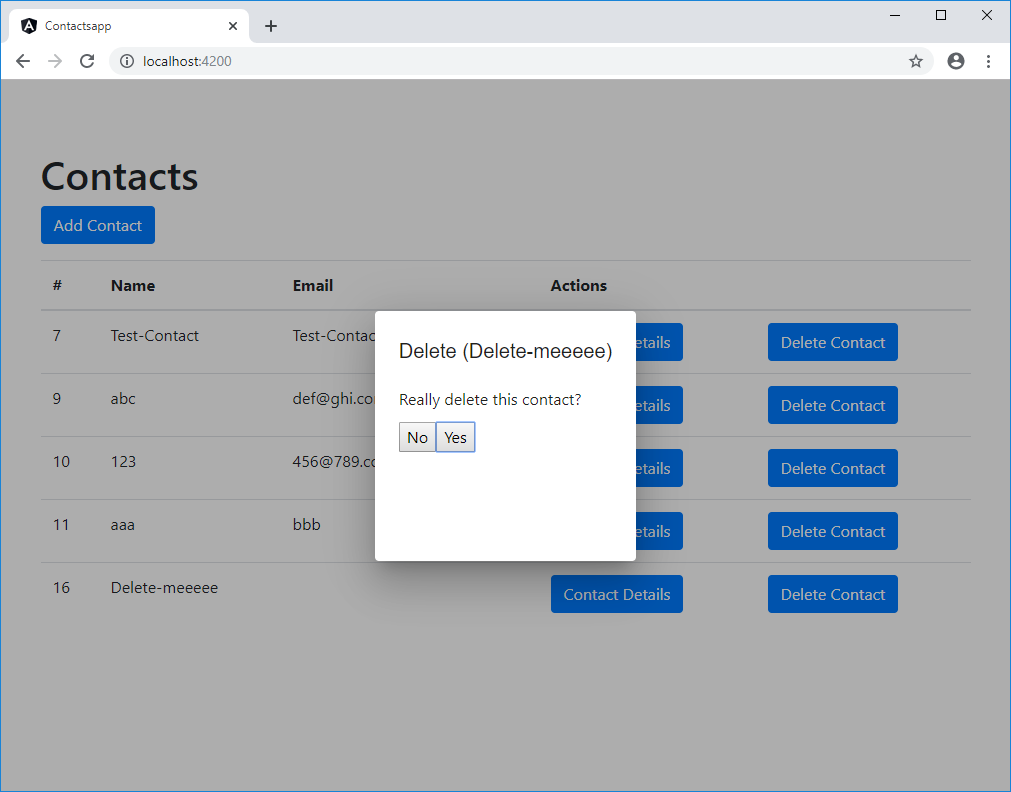 Contactsapp
localhost:4200
Contacts
Add Contact
# Name Email Actions
7 Test-Contact Test-Contac etails Delete Contact
Delete (Delete-meeeee)
9 abc def@ghi.co etails Delete Contact
Really delete this contact?
No Yes
10 123 456@789.cc etails Delete Contact
11 aaa bbb etails Delete Contact
16 Delete-meeeee Contact Details Delete Contact